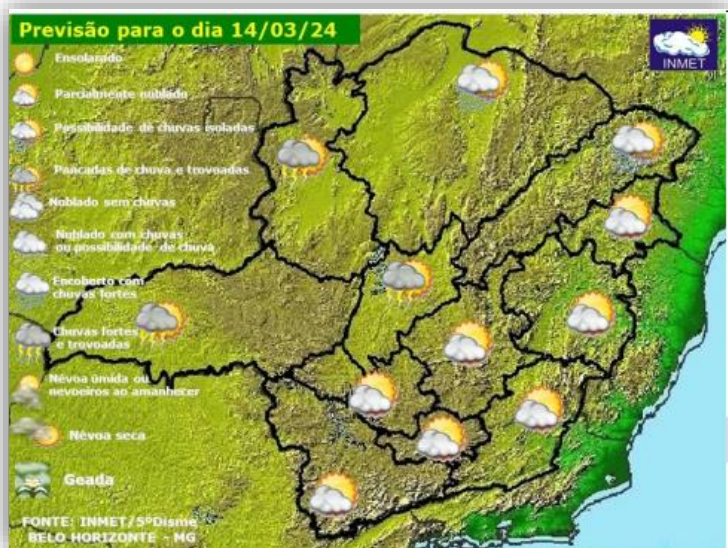 Previsão para o dia 14/03/24
INMET
Ensolarado
Parcialmente nublado
Possibilidade de chuvas isoladas
Pancadas de chuva e trovoadas
Noblado sem chuvas
Nublado com chuvas
ou possibilidade de chuva
Encoberto com
chuvas fortes
Chuvas fortes
e trovoadas
Névoa úmida ou
nevoeiros ao amanhecer
Névoa seca
Geada
FONTE: INMET/5ºDisme
BELO HORIZONTE - MG